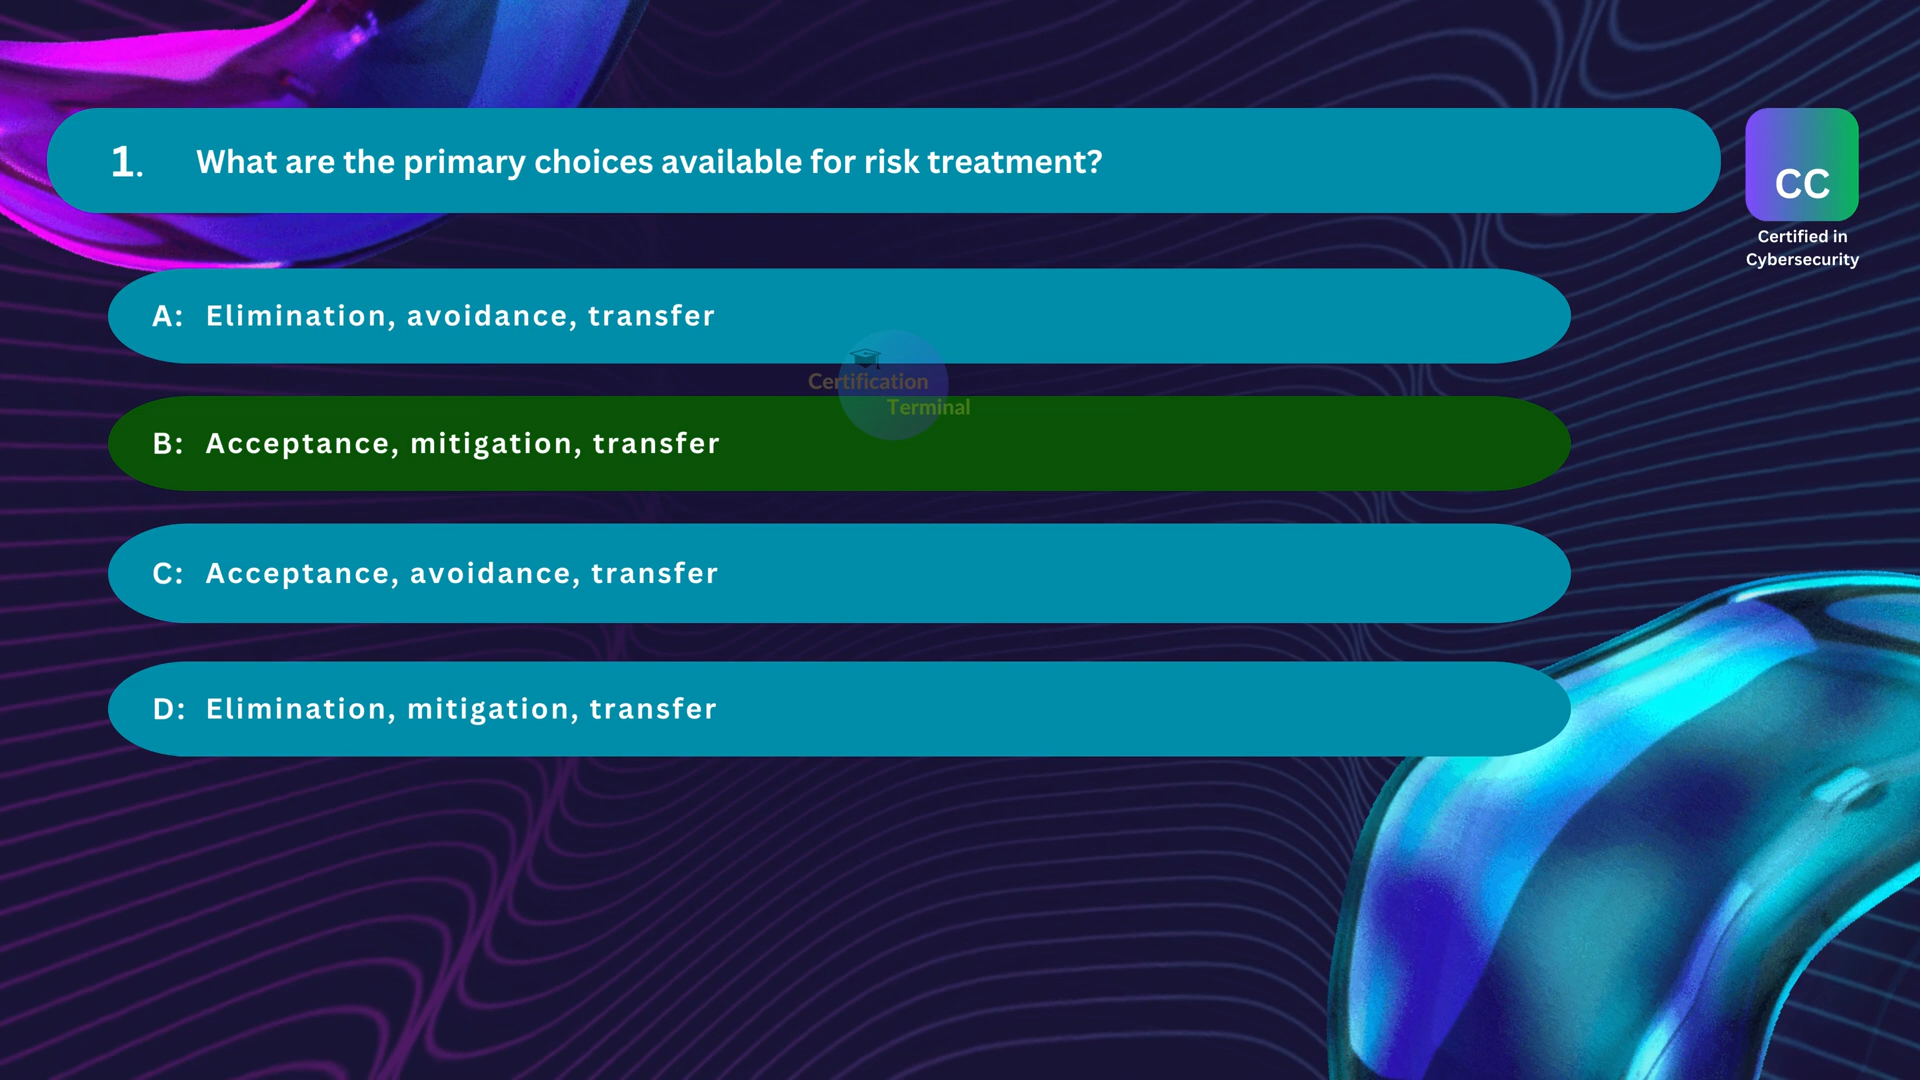 1. What are the primary choices available for risk treatment?
CC
Certified in
Cybersecurity
A: Elimination, avoidance, transfer
Certification
Terminal
B: Acceptance, mitigation, transfer
C: Acceptance, avoidance, transfer
D: Elimination, mitigation, transfer